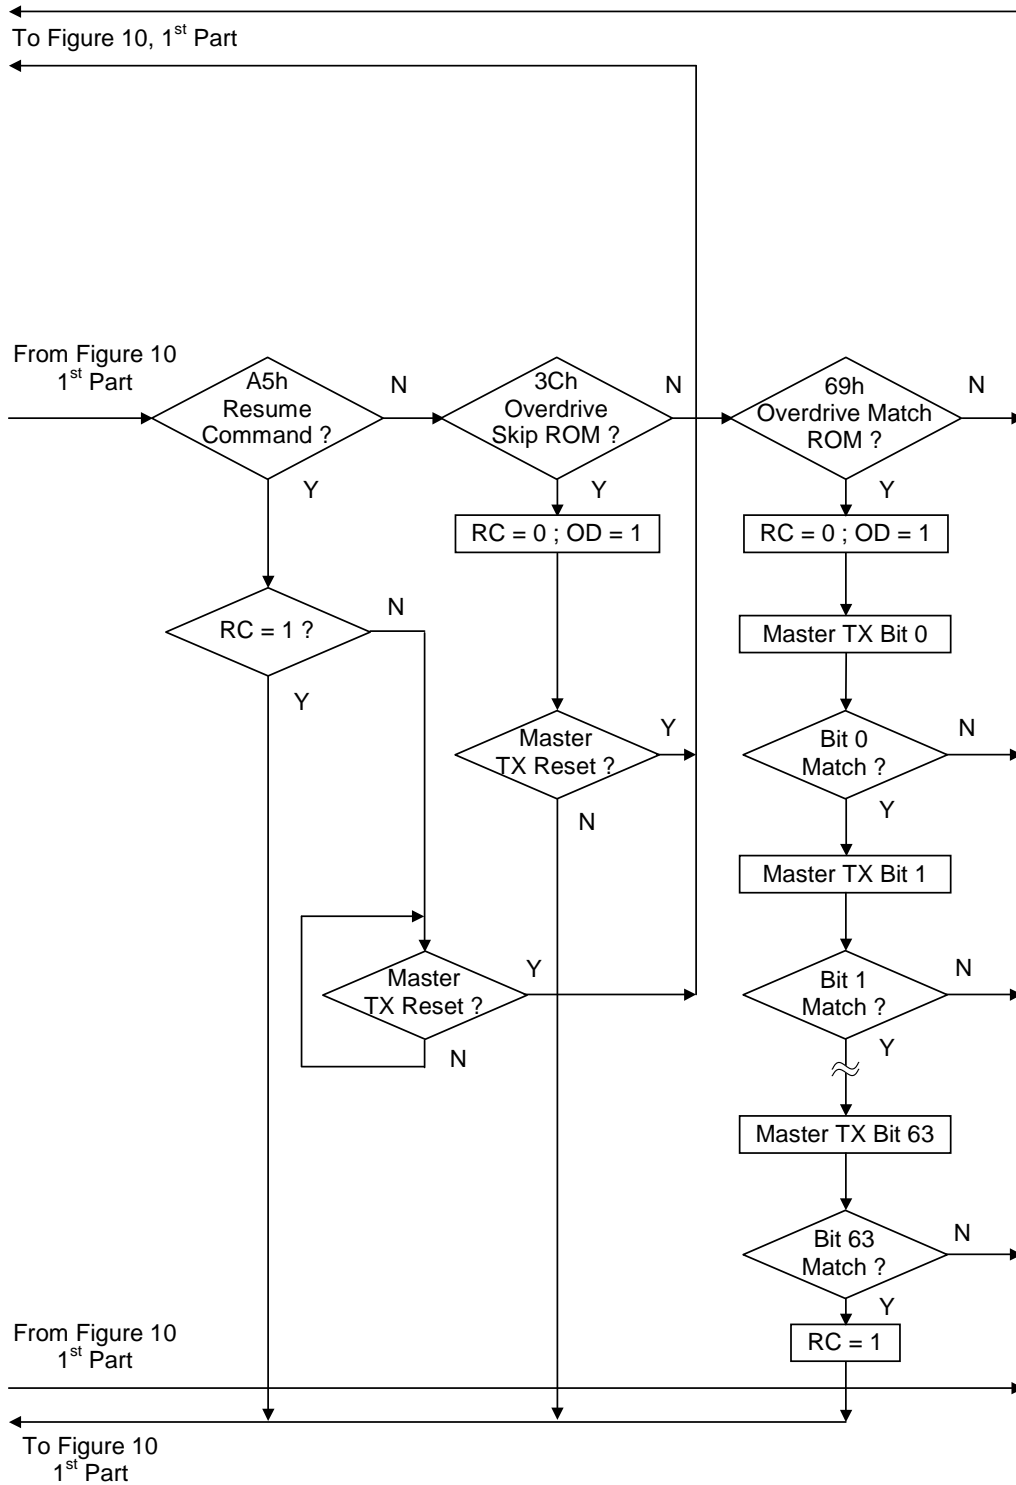 To Figure 10, 1st Part
From Figure 10
1st Part
A5h
Resume
Command ?
N
Y
3Ch
Overdrive
Skip ROM ?
N
Y
69h
Overdrive Match
ROM ?
N
Y
RC = 0 ; OD = 1
RC = 0 ; OD = 1
RC = 1 ?
N
Y
Master TX Bit 0
Master
TX Reset ?
Y
N
Bit 0
Match ?
N
Y
Master TX Bit 1
Master
TX Reset ?
Y
N
Bit 1
Match ?
N
Y
Master TX Bit 63
Bit 63
Match ?
N
Y
RC = 1
From Figure 10
1st Part
To Figure 10
1st Part